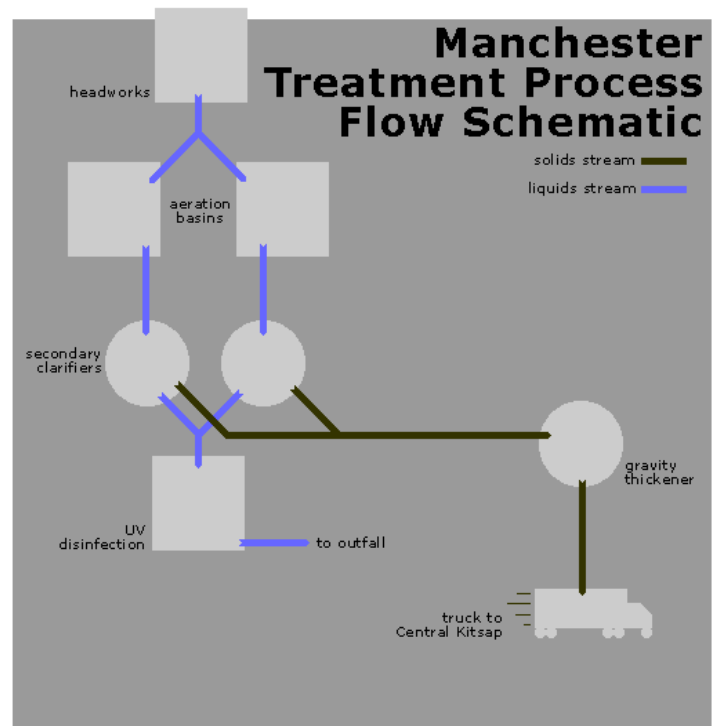 Manchester
Treatment Process
Flow Schematic
headworks
solids stream
liquids stream
aeration
basins
secondary
clarifiers
gravity
thickener
UV
disinfection
to outfall
truck to
Central Kitsap